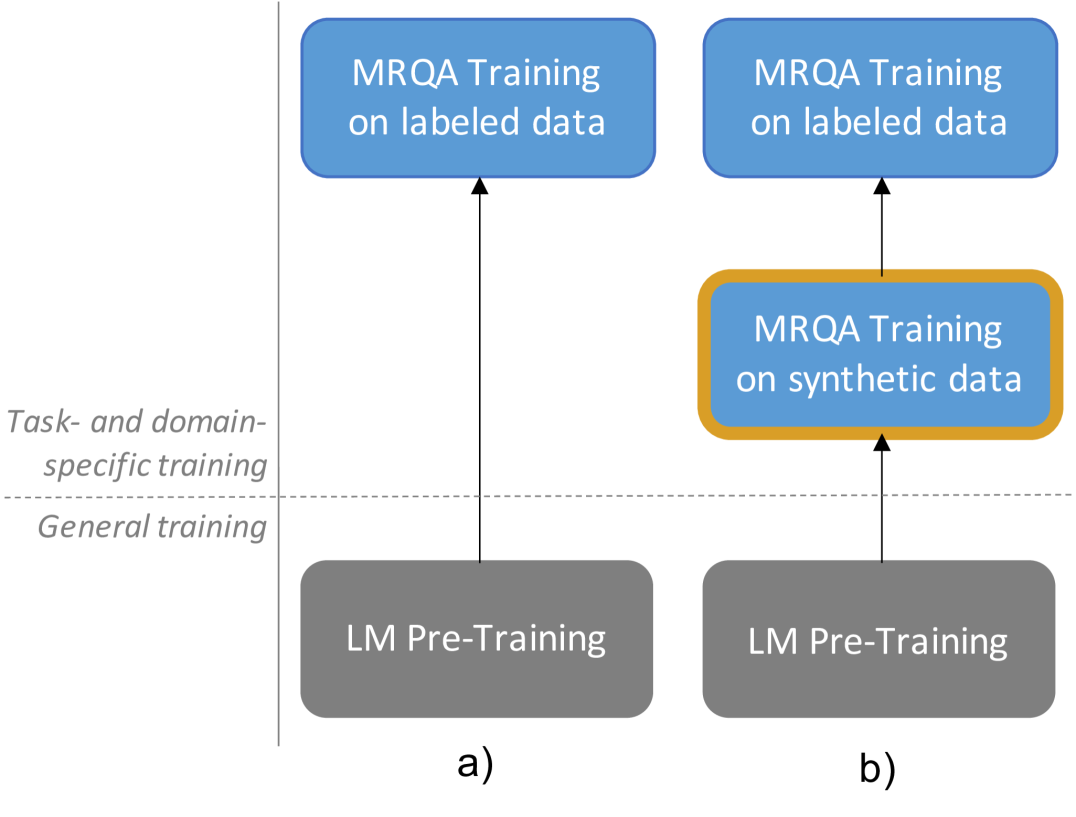 MRQA Training
on labeled data
MRQA Training
on labeled data
MRQA Training
on synthetic data
Task- and domain-
specific training
General training
LM Pre-Training
LM Pre-Training
a)
b)